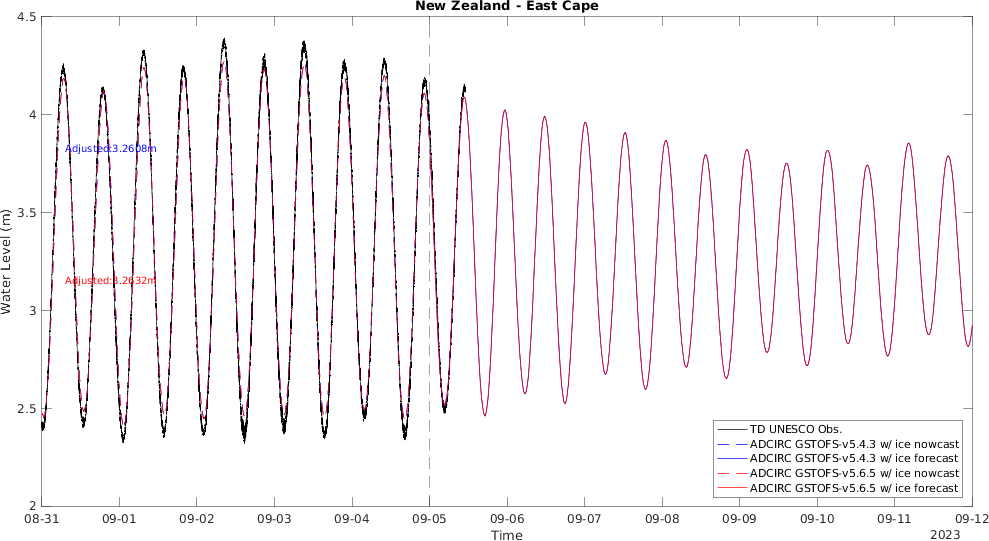 New Zealand - East Cape
4.5
4
3.5
3
2.5
2
Water Level (m)
Adjusted:3.2608m
Adjusted:3.2632m
TD UNESCO Obs.
ADCIRC GSTOFS-v5.4.3 w/ ice nowcast
ADCIRC GSTOFS-v5.4.3 w/ ice forecast
ADCIRC GSTOFS-v5.6.5 w/ ice nowcast
ADCIRC GSTOFS-v5.6.5 w/ ice forecast
08-31 09-01 09-02 09-03 09-04 09-05 09-06 09-07 09-08 09-09 09-10 09-11 09-12
Time
2023